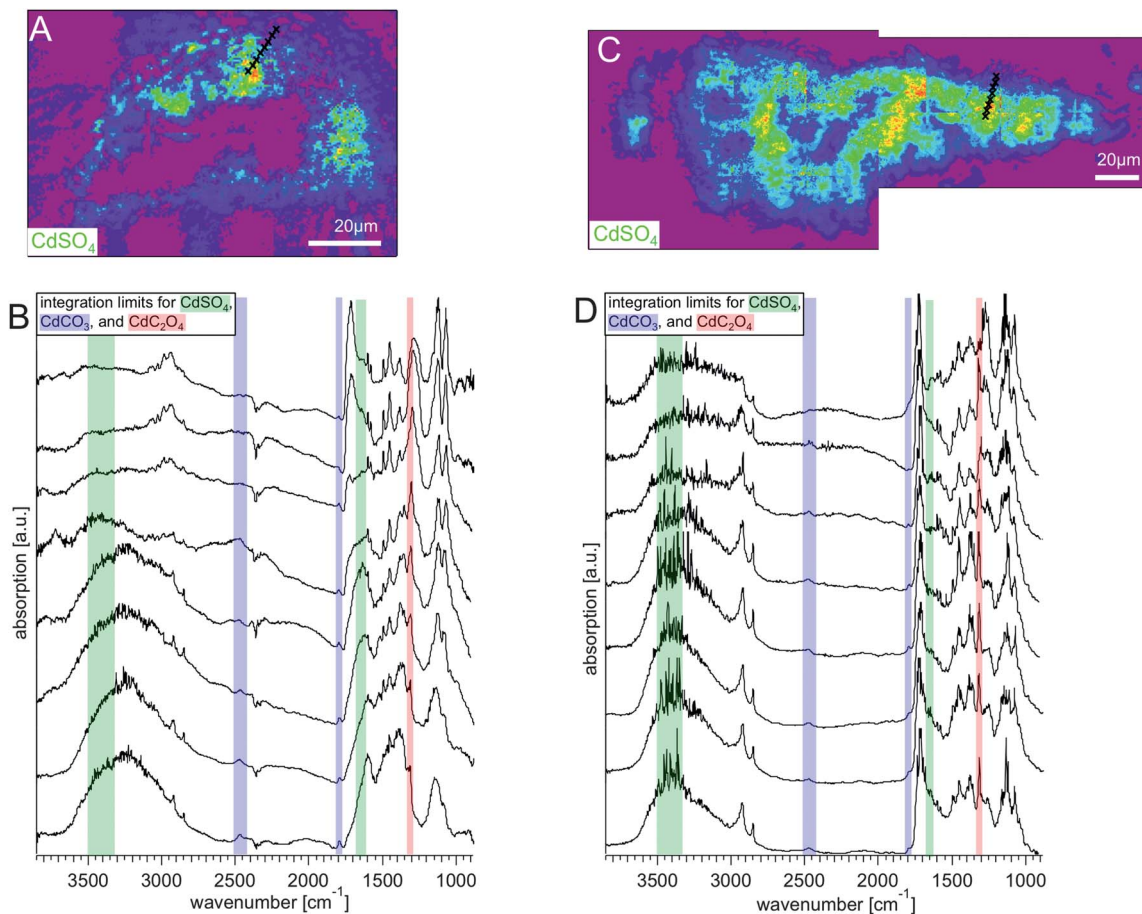 A
CdSO₄
20µm
C
CdSO₄
20µm
B
integration limits for CdSO₄,
CdCO₃, and CdC₂O₄
absorption [a.u.]
3500 3000 2500 2000 1500 1000
wavenumber [cm⁻¹]
D
integration limits for CdSO₄,
CdCO₃, and CdC₂O₄
absorption [a.u.]
3500 3000 2500 2000 1500 1000
wavenumber [cm⁻¹]